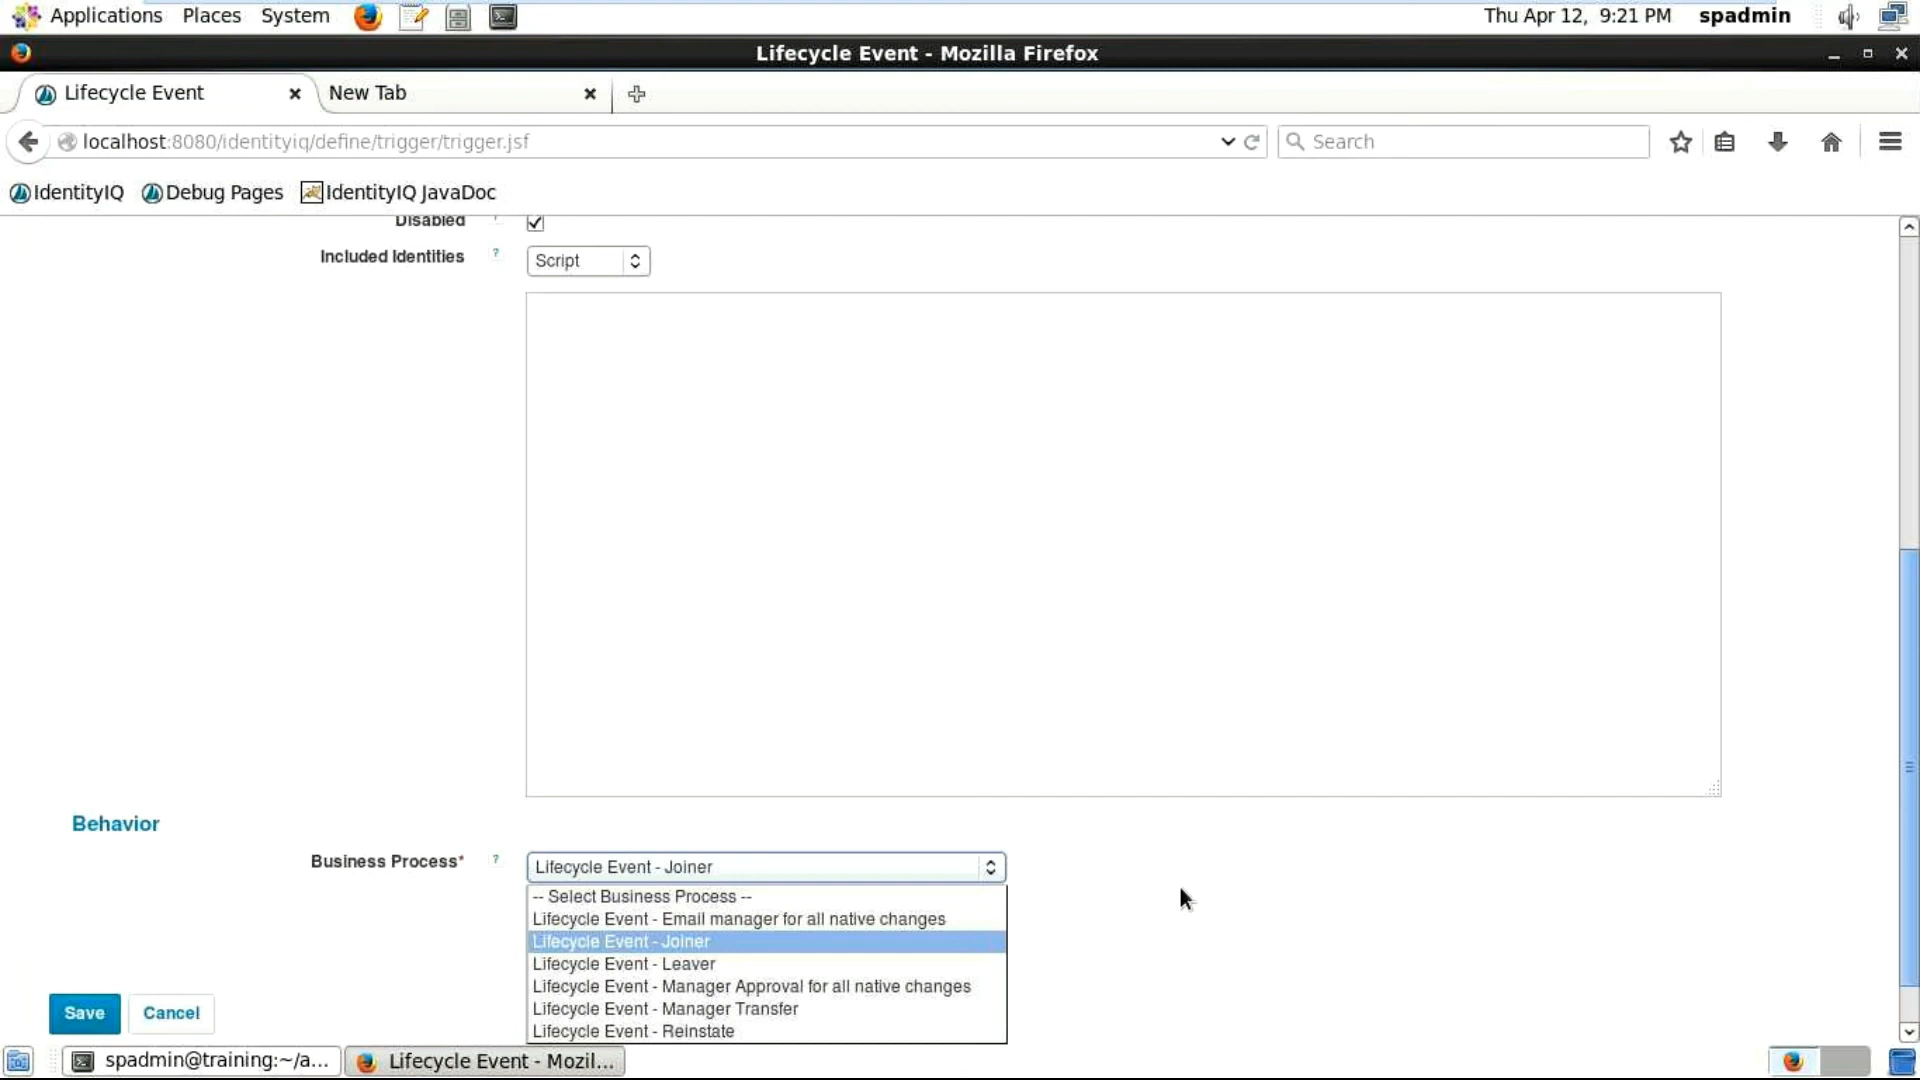 Applications Places System Thu Apr 12, 9:21 PM spadmin
Lifecycle Event - Mozilla Firefox
Lifecycle Event New Tab
localhost:8080/identityiq/define/trigger/trigger.jsf Search
IdentityIQ Debug Pages IdentityIQ JavaDoc
Disabled ?
Included Identities ? Script
Behavior
Business Process* ? Lifecycle Event - Joiner
-- Select Business Process --
Lifecycle Event - Email manager for all native changes
Lifecycle Event - Joiner
Lifecycle Event - Leaver
Lifecycle Event - Manager Approval for all native changes
Lifecycle Event - Manager Transfer
Lifecycle Event - Reinstate
Save Cancel
spadmin@training:~/a... Lifecycle Event - Mozil...